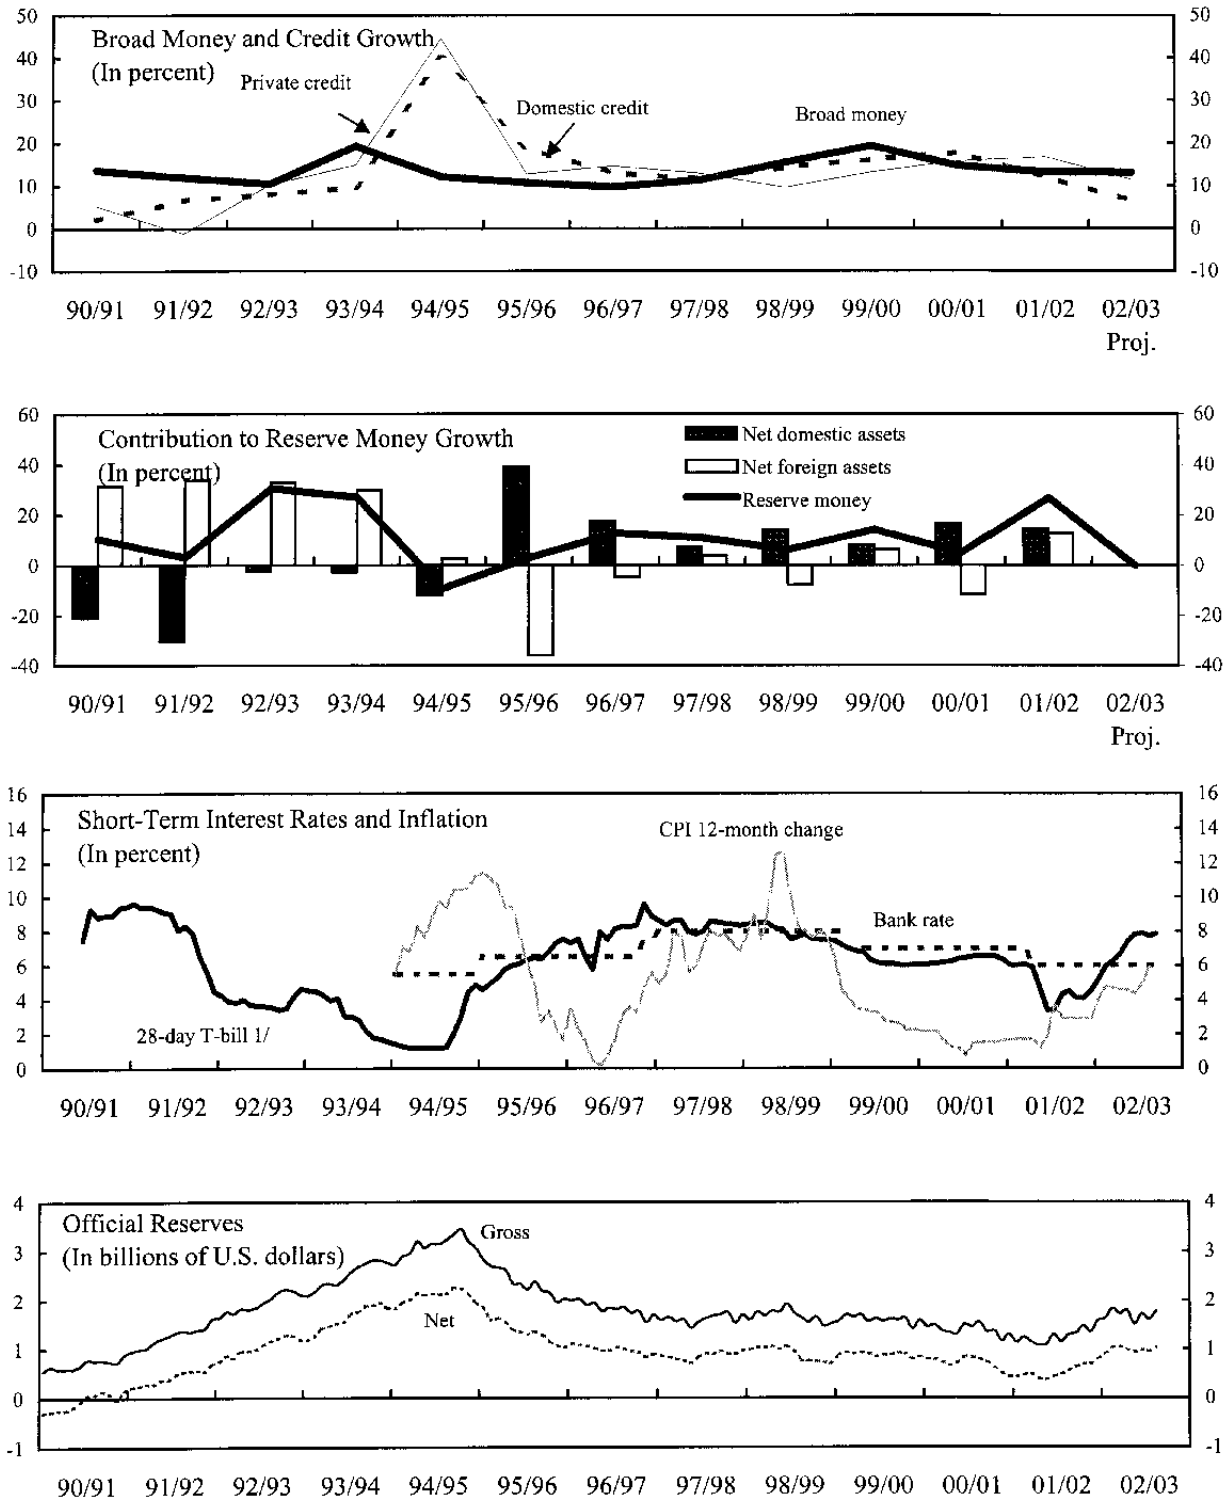 50 50
Broad Money and Credit Growth
40 40
(In percent)
Private credit
30 30
Domestic credit
Broad money
20 20
10 10
0 0
-10 -10
90/91 91/92 92/93 93/94 94/95 95/96 96/97 97/98 98/99 99/00 00/01 01/02 02/03
Proj.
60 60
Contribution to Reserve Money Growth
Net domestic assets
(In percent)
Net foreign assets
40 40
Reserve money
20 20
0 0
-20 -20
-40 -40
90/91 91/92 92/93 93/94 94/95 95/96 96/97 97/98 98/99 99/00 00/01 01/02 02/03
Proj.
16 16
Short-Term Interest Rates and Inflation
CPI 12-month change
14 14
(In percent)
12 12
10 10
Bank rate
8 8
6 6
4 4
2 2
28-day T-bill 1/
0 0
90/91 91/92 92/93 93/94 94/95 95/96 96/97 97/98 98/99 99/00 00/01 01/02 02/03
4 4
Official Reserves
Gross
(In billions of U.S. dollars)
3 3
2 2
Net
1 1
0 0
-1 -1
90/91 91/92 92/93 93/94 94/95 95/96 96/97 97/98 98/99 99/00 00/01 01/02 02/03